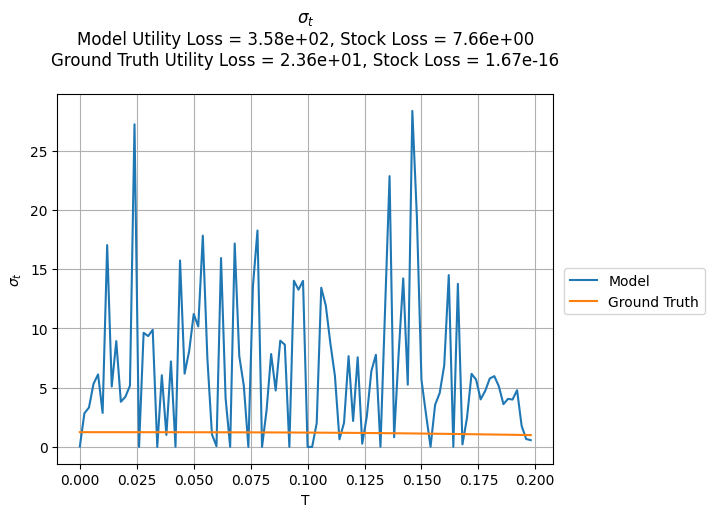 σt
Model Utility Loss = 3.58e+02, Stock Loss = 7.66e+00
Ground Truth Utility Loss = 2.36e+01, Stock Loss = 1.67e-16
25
20
15
10
5
0
σt
0.000 0.025 0.050 0.075 0.100 0.125 0.150 0.175 0.200
T
Model
Ground Truth